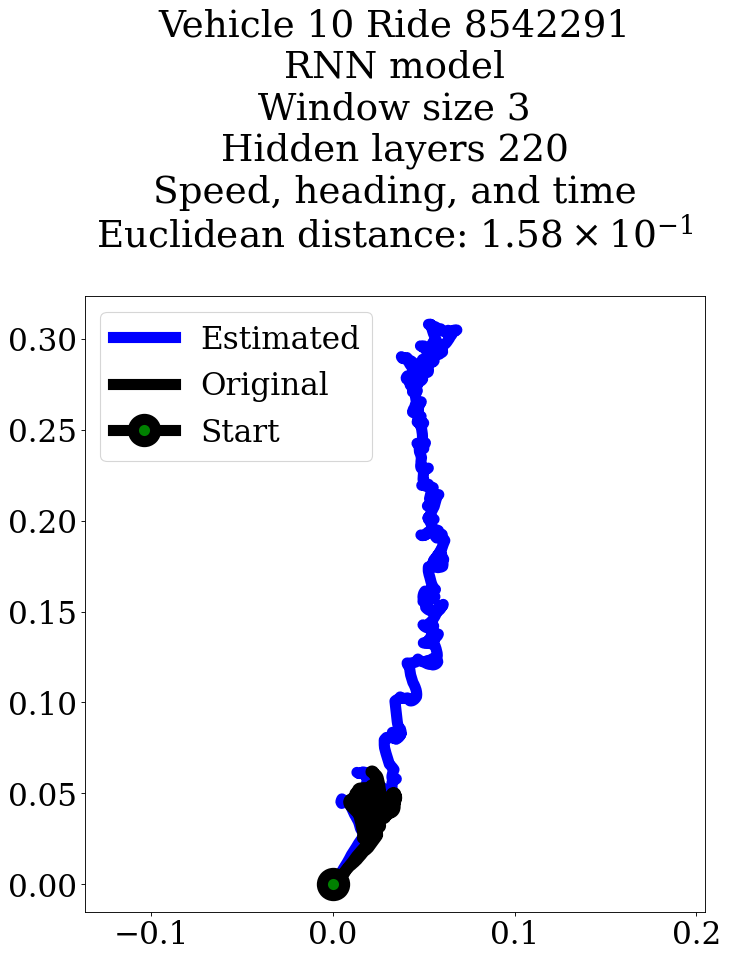 Vehicle 10 Ride 8542291
RNN model
Window size 3
Hidden layers 220
Speed, heading, and time
Euclidean distance: 1.58 × 10⁻¹
Estimated
Original
Start
0.30
0.25
0.20
0.15
0.10
0.05
0.00
−0.1 0.0 0.1 0.2